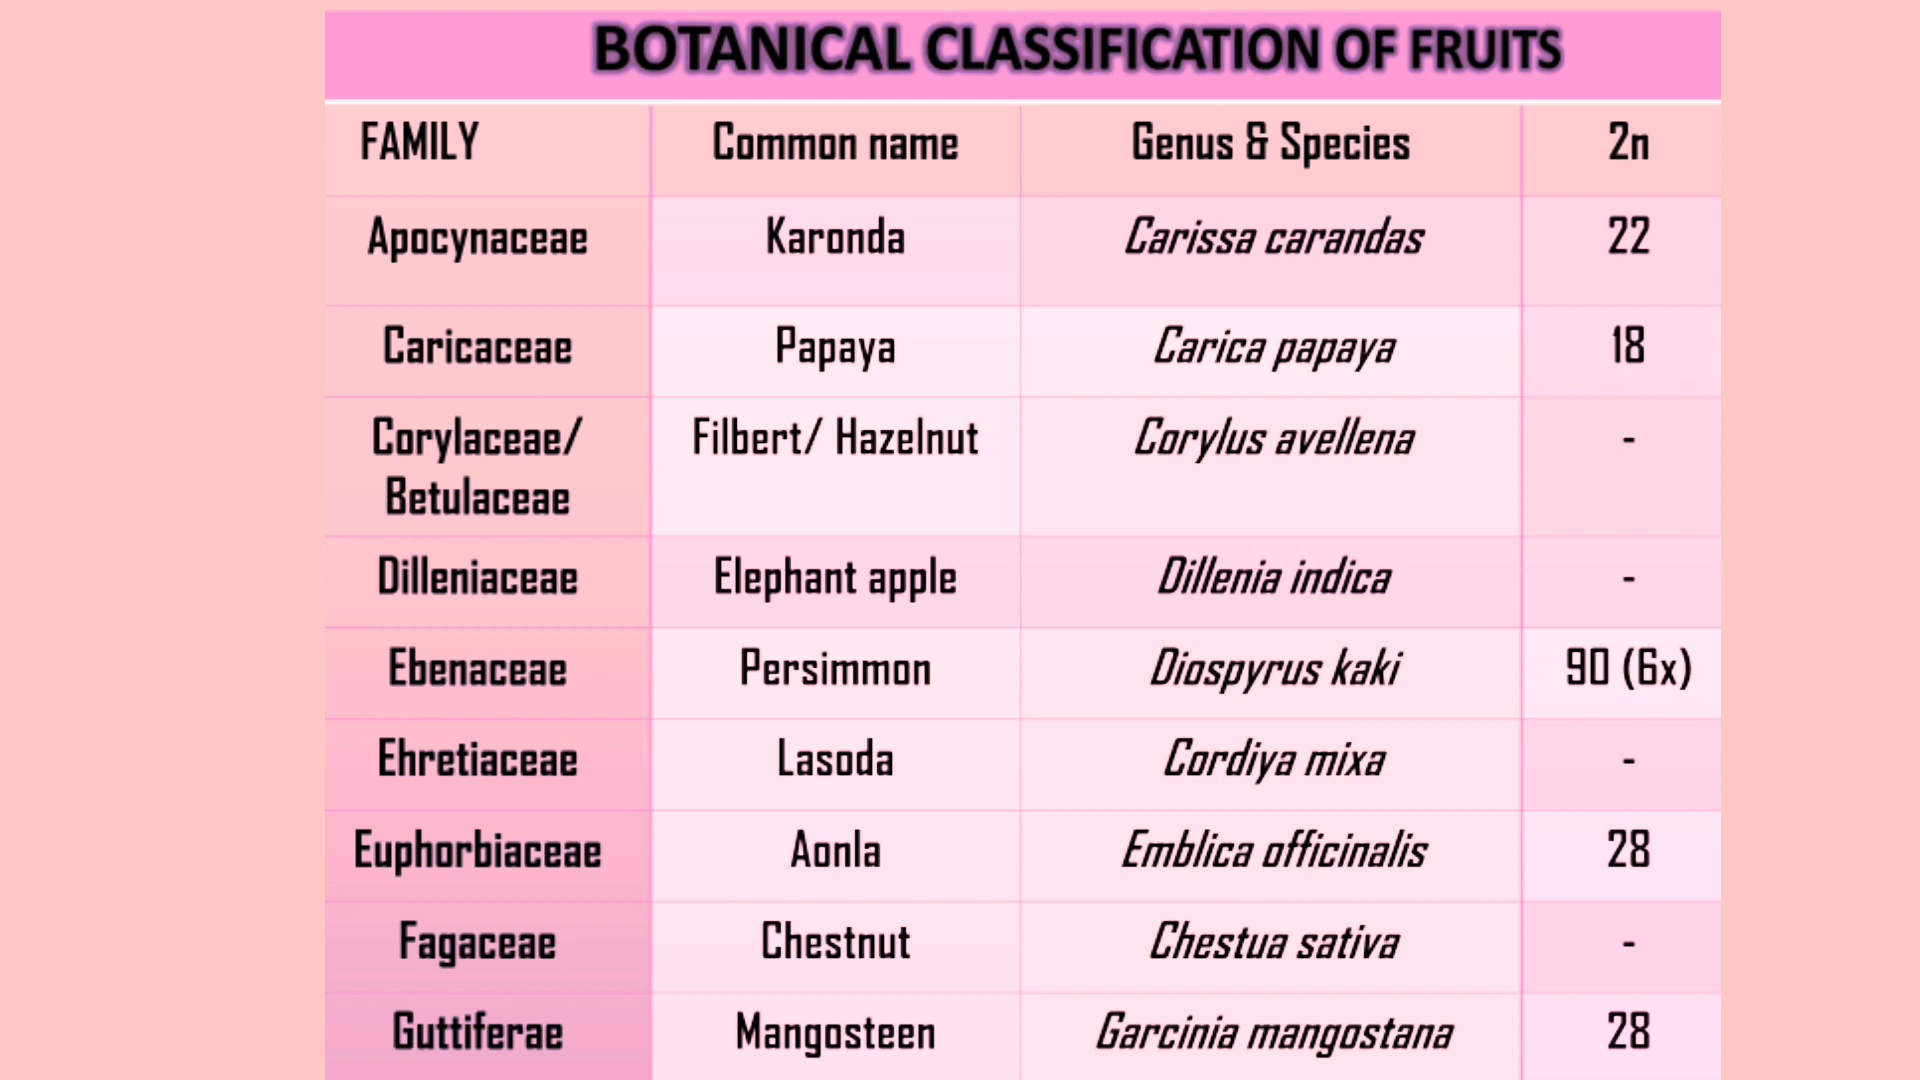 BOTANICAL CLASSIFICATION OF FRUITS
FAMILY Common name Genus & Species 2n
Apocynaceae Karonda Carissa carandas 22
Caricaceae Papaya Carica papaya 18
Corylaceae/ Filbert/ Hazelnut Corylus avellena -
Betulaceae
Dilleniaceae Elephant apple Dillenia indica -
Ebenaceae Persimmon Diospyrus kaki 90 (6x)
Ehretiaceae Lasoda Cordiya mixa -
Euphorbiaceae Aonla Emblica officinalis 28
Fagaceae Chestnut Chestua sativa -
Guttiferae Mangosteen Garcinia mangostana 28